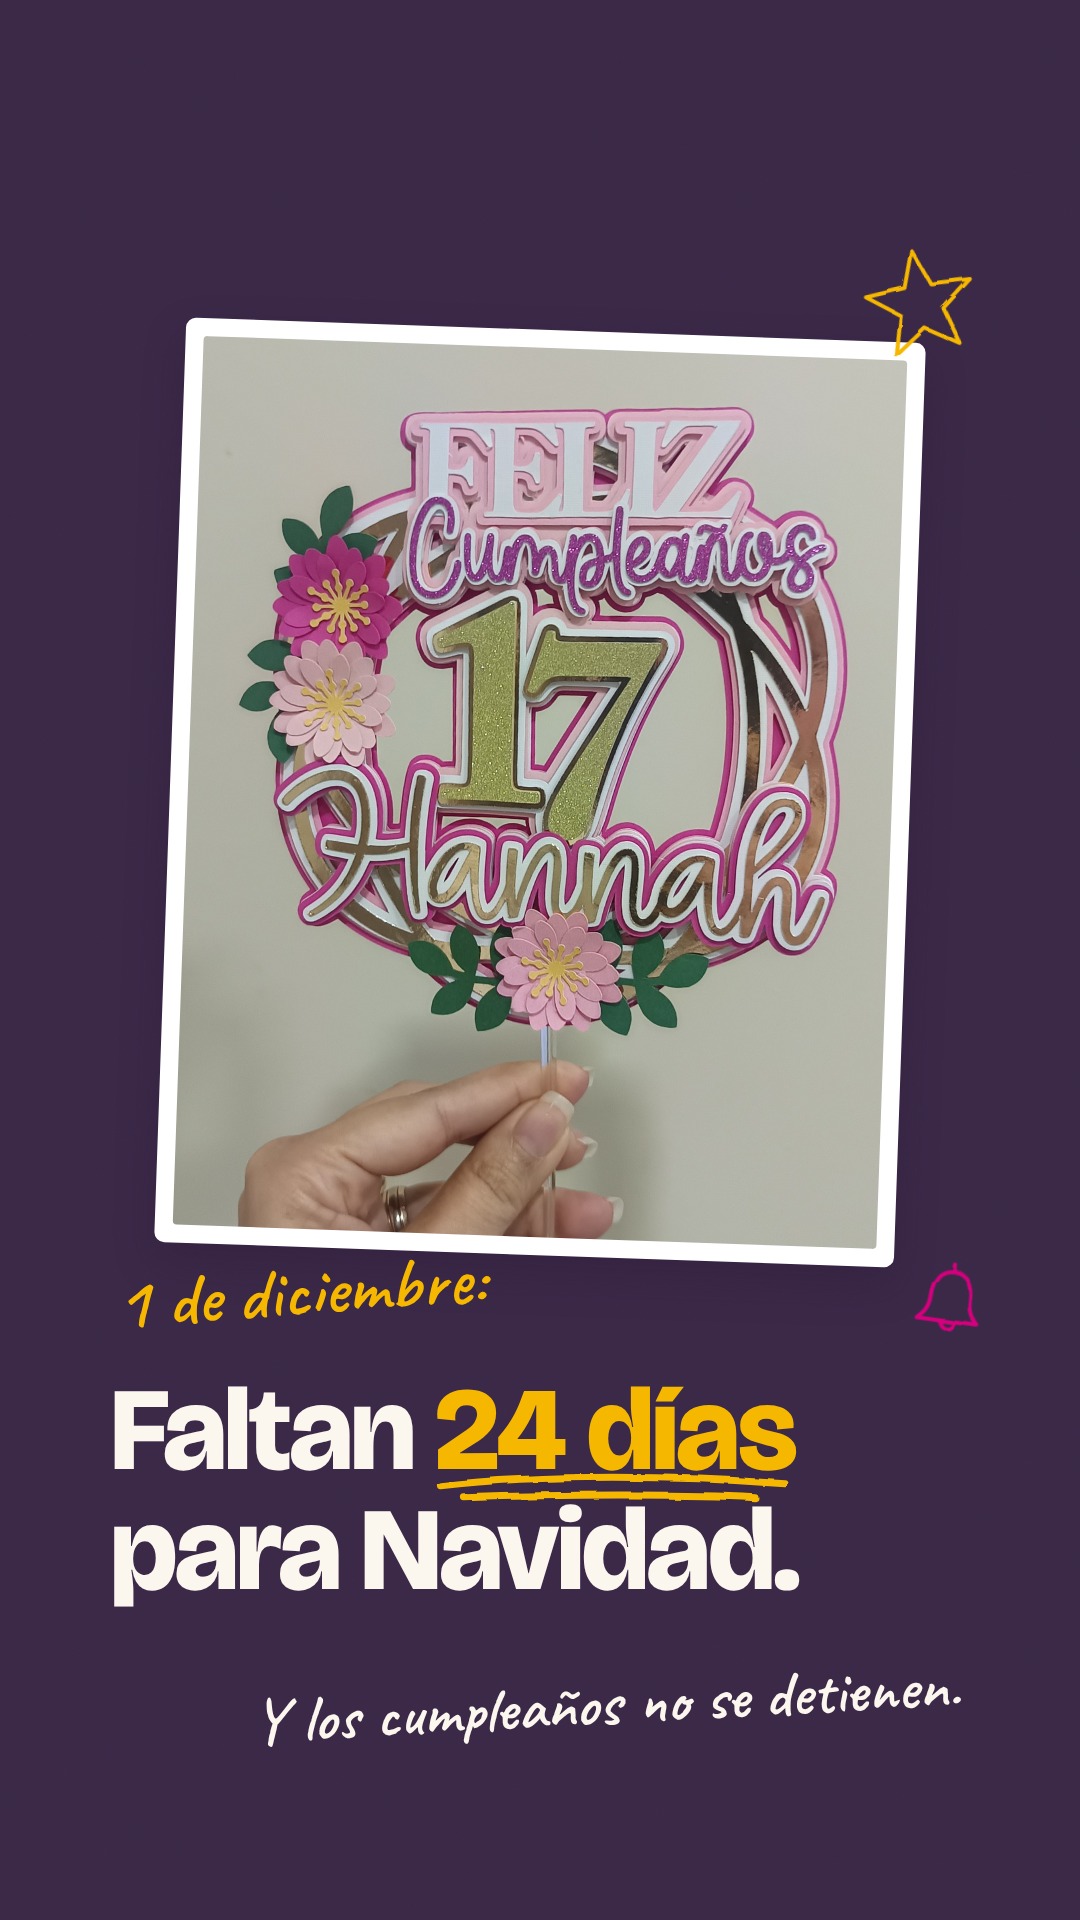 FELIZ
Cumpleaños
17
Hannah
1 de diciembre:
Faltan 24 días
para Navidad.
Y los cumpleaños no se detienen.